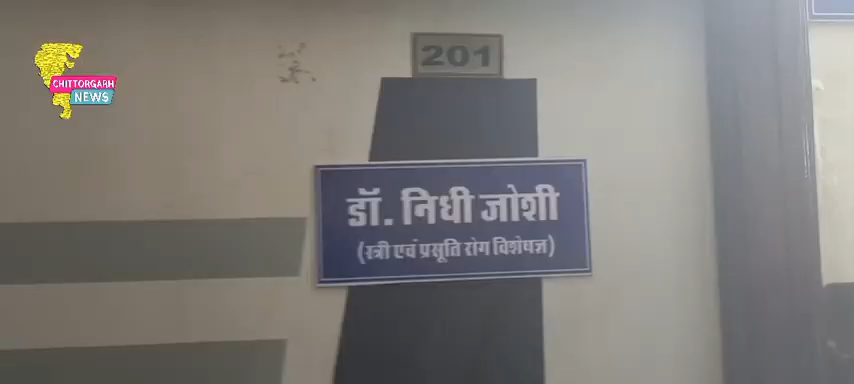 CHITTORGARH
NEWS
201
डॉ. निधी जोशी
(स्त्री एवं प्रसूति रोग विशेषज्ञ)